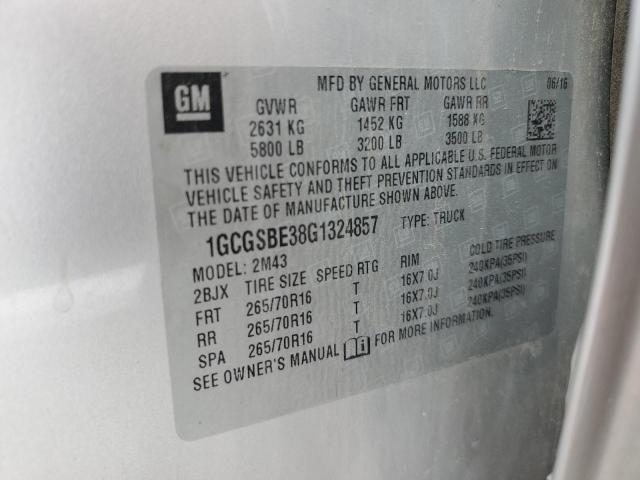 GM
MFD BY GENERAL MOTORS LLC 06/16
GVWR GAWR FRT GAWR RR
2631 KG 1452 KG 1588 KG
5800 LB 3200 LB 3500 LB
THIS VEHICLE CONFORMS TO ALL APPLICABLE U.S. FEDERAL MOTOR
VEHICLE SAFETY AND THEFT PREVENTION STANDARDS IN EFFECT ON
THE DATE OF MANUFACTURE SHOWN ABOVE.
1GCGSBE38G1324857 TYPE: TRUCK
MODEL: 2M43
2BJX TIRE SIZE SPEED RTG RIM COLD TIRE PRESSURE
FRT 265/70R16 T 16X7.0J 240KPA(35PSI)
RR 265/70R16 T 16X7.0J 240KPA(35PSI)
SPA 265/70R16 T 16X7.0J 240KPA(35PSI)
SEE OWNER'S MANUAL FOR MORE INFORMATION.